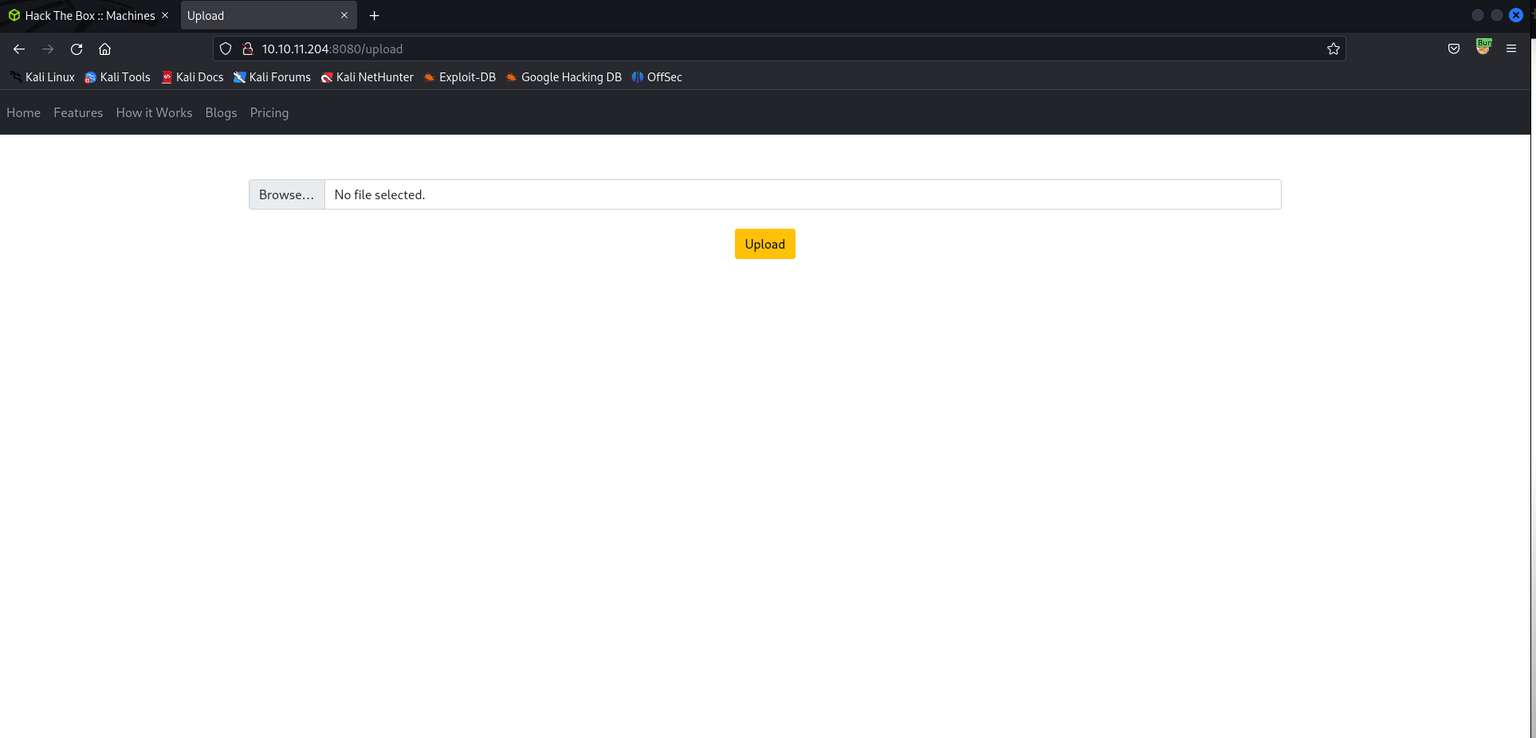 Hack The Box :: Machines
Upload
10.10.11.204:8080/upload
Bur
Kali Linux Kali Tools Kali Docs Kali Forums Kali NetHunter Exploit-DB Google Hacking DB OffSec
Home Features How it Works Blogs Pricing
Browse... No file selected.
Upload